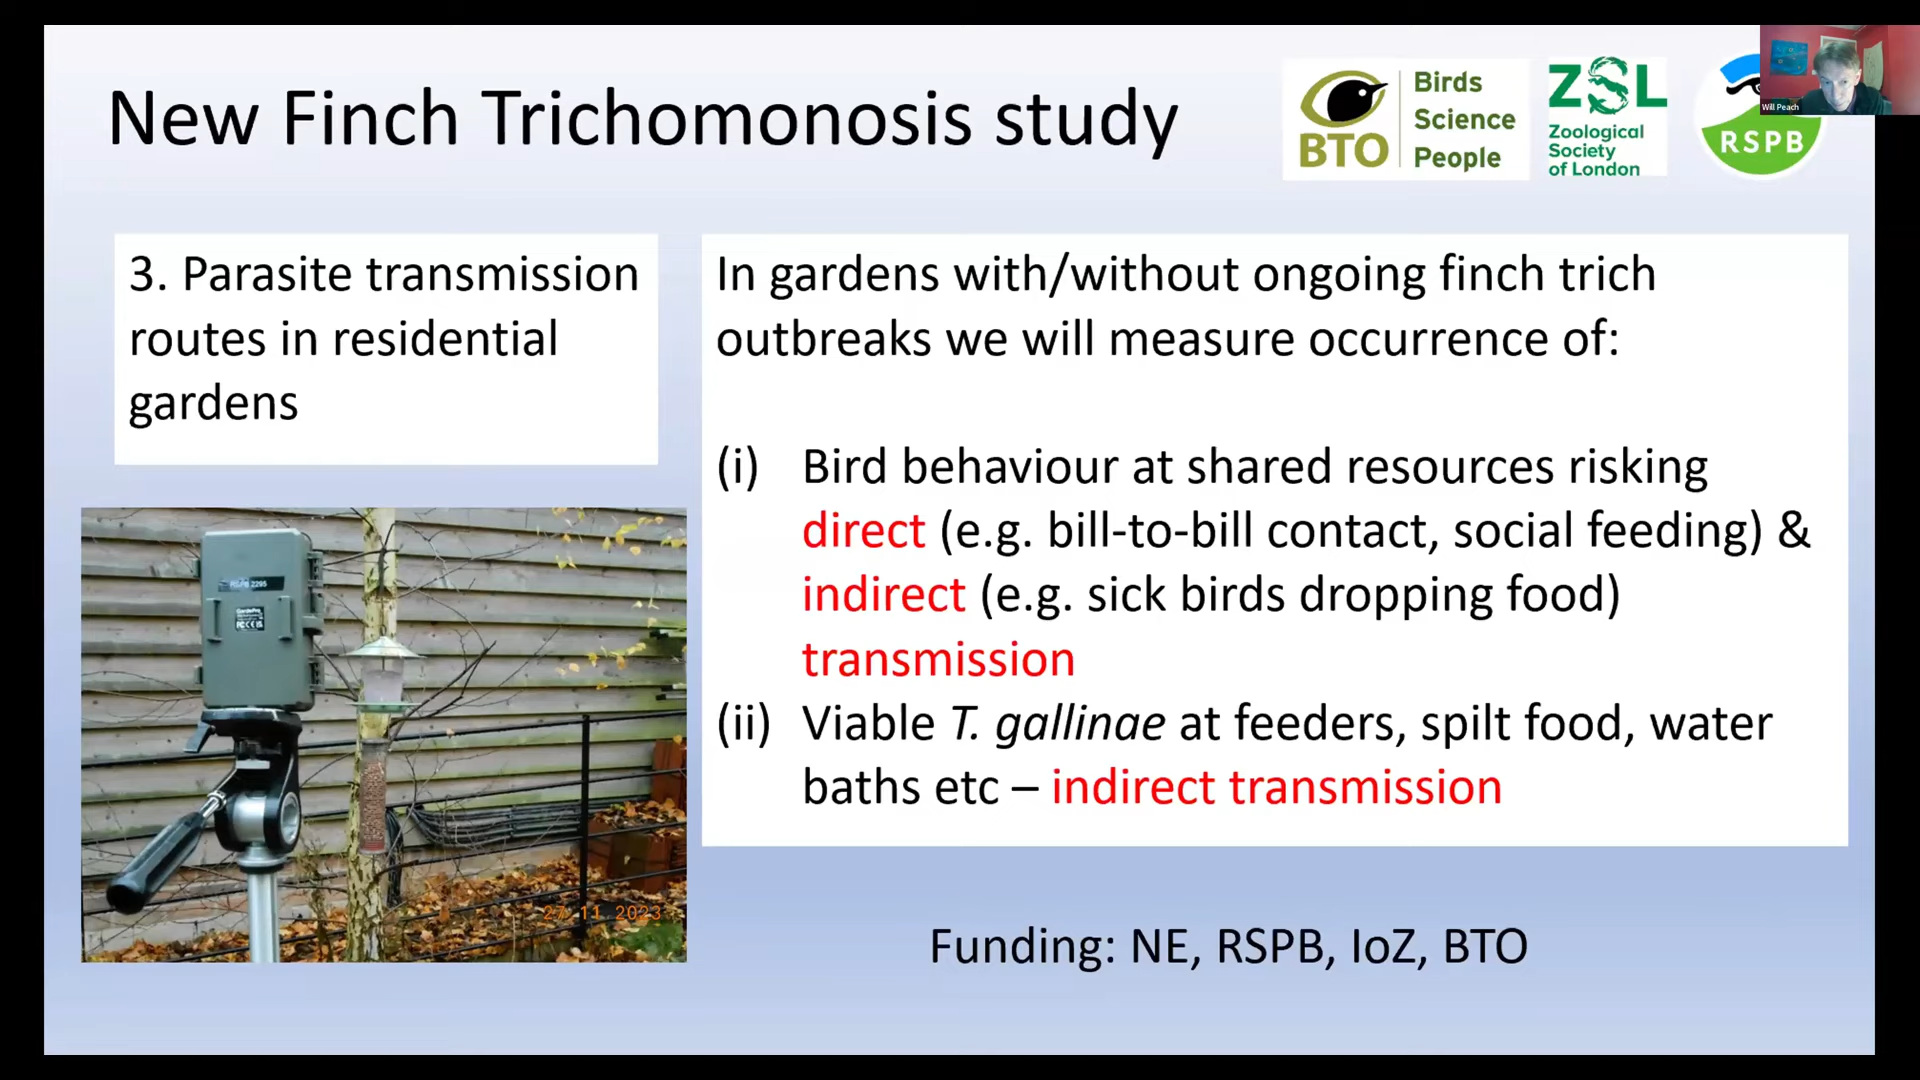 New Finch Trichomonosis study
BTO
Birds
Science
People
ZSL
Zoological
Society
of London
RSPB
Will Peach
3. Parasite transmission
routes in residential
gardens
In gardens with/without ongoing finch trich
outbreaks we will measure occurrence of:
(i) Bird behaviour at shared resources risking
direct (e.g. bill-to-bill contact, social feeding) &
indirect (e.g. sick birds dropping food)
transmission
(ii) Viable T. gallinae at feeders, spilt food, water
baths etc – indirect transmission
RSPB 2295
GardePro
27 11 2023
Funding: NE, RSPB, IoZ, BTO